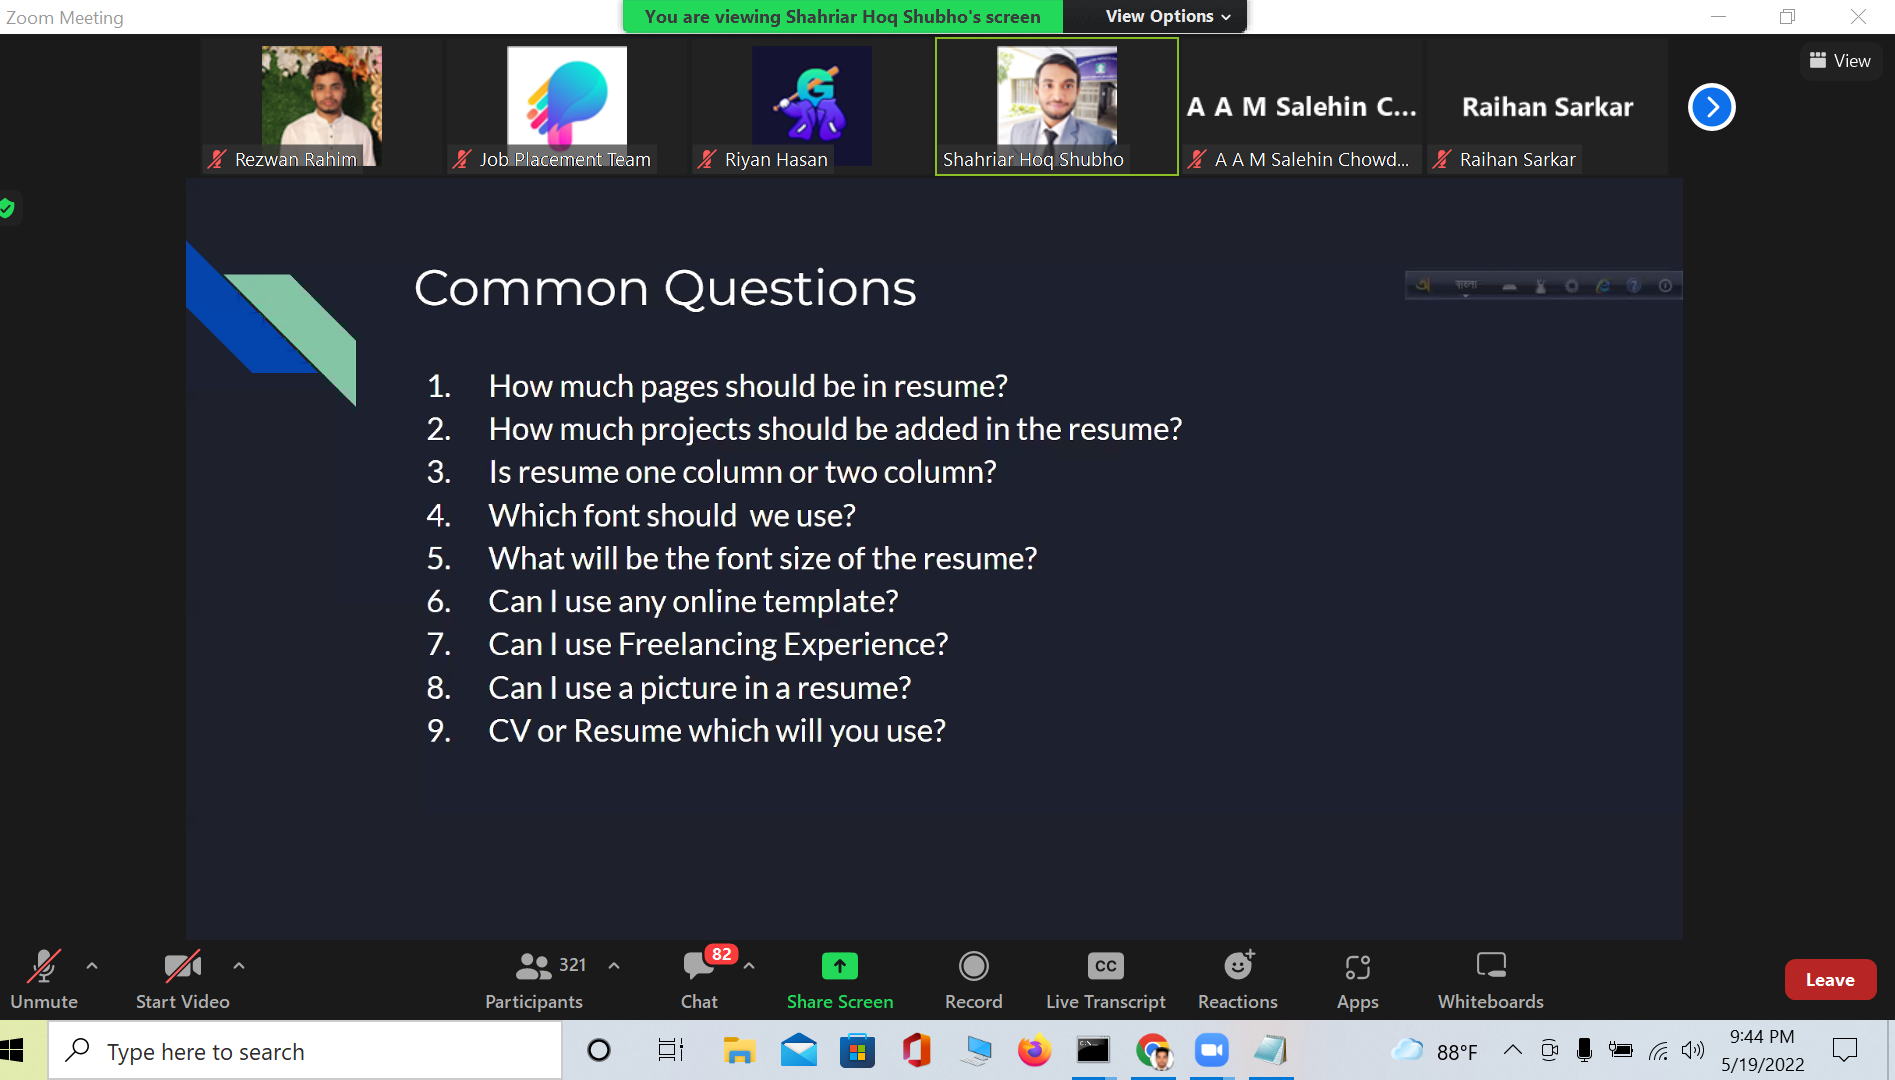 Zoom Meeting
You are viewing Shahriar Hoq Shubho's screen
View Options
View
A A M Salehin C...
Raihan Sarkar
Rezwan Rahim
Job Placement Team
Riyan Hasan
Shahriar Hoq Shubho
A A M Salehin Chowd...
Raihan Sarkar
Common Questions
বাংলা
1. How much pages should be in resume?
2. How much projects should be added in the resume?
3. Is resume one column or two column?
4. Which font should  we use?
5. What will be the font size of the resume?
6. Can I use any online template?
7. Can I use Freelancing Experience?
8. Can I use a picture in a resume?
9. CV or Resume which will you use?
321
82
CC
Unmute
Start Video
Participants
Chat
Share Screen
Record
Live Transcript
Reactions
Apps
Whiteboards
Leave
Type here to search
88°F
9:44 PM
5/19/2022